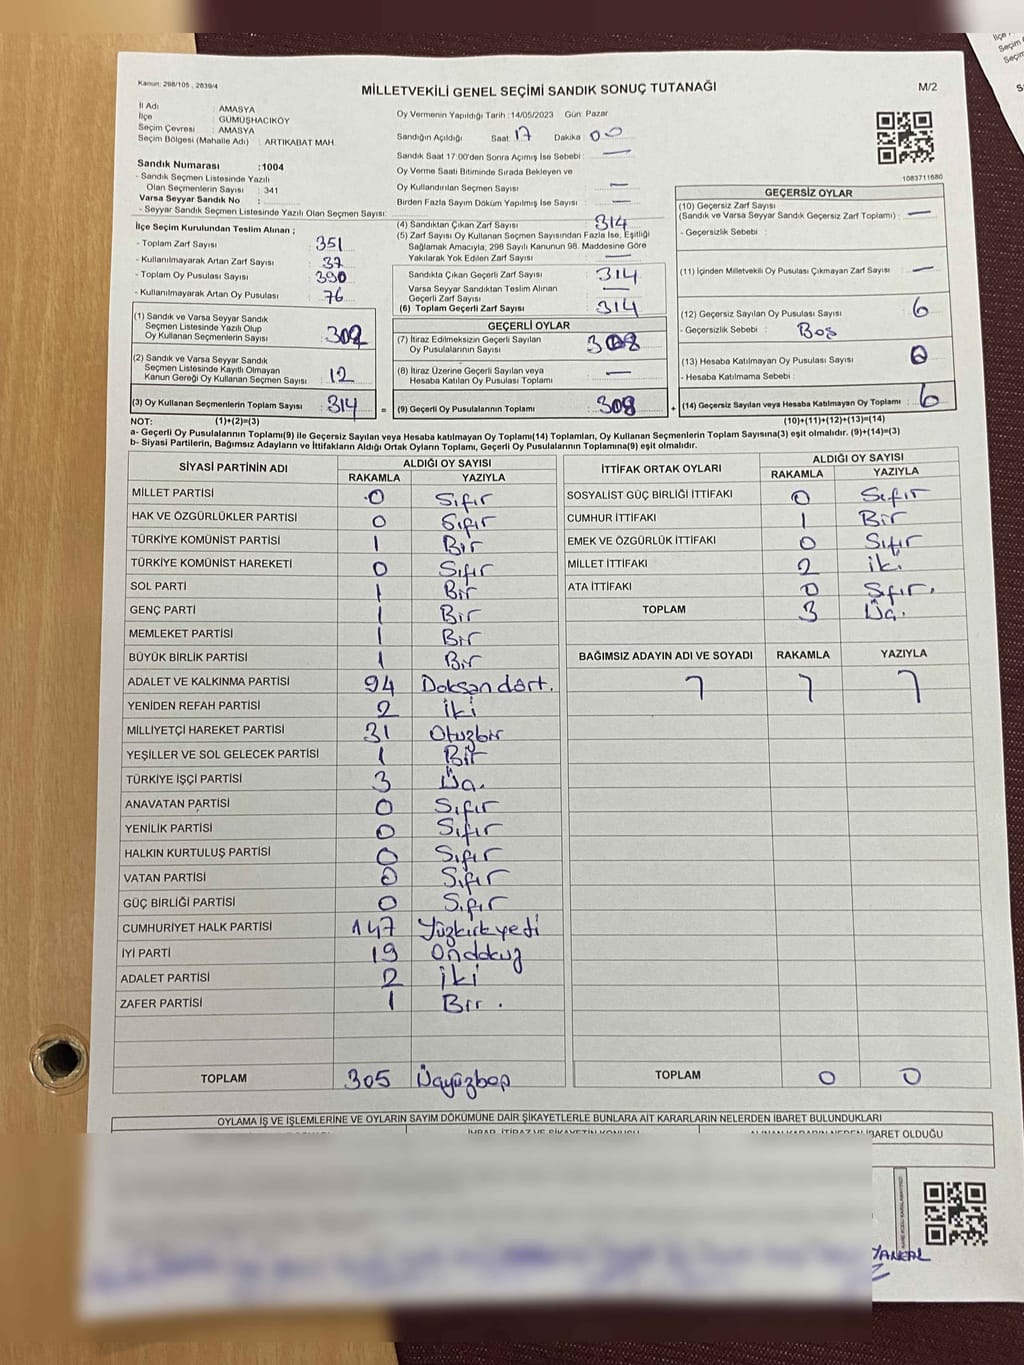 Kanun: 298/105 , 2839/4
MİLLETVEKİLİ GENEL SEÇİMİ SANDIK SONUÇ TUTANAĞI
M/2
İl Adı : AMASYA
İlçe : GÜMÜŞHACIKÖY
Seçim Çevresi : AMASYA
Seçim Bölgesi (Mahalle Adı) : ARTIKABAT MAH.
Sandık Numarası :1004
- Sandık Seçmen Listesinde Yazılı
Olan Seçmenlerin Sayısı : 341
Varsa Seyyar Sandık No :
- Seyyar Sandık Seçmen Listesinde Yazılı Olan Seçmen Sayısı:
Oy Vermenin Yapıldığı Tarih : 14/05/2023 Gün: Pazar
Sandığın Açıldığı Saat : 17 Dakika : 00
Sandık Saat 17:00'den Sonra Açımış İse Sebebi : —
Oy Verme Saati Bitiminde Sırada Bekleyen ve
Oy Kullandırılan Seçmen Sayısı : —
Birden Fazla Sayım Döküm Yapılmış İse Sayısı : —
1083711680
İlçe Seçim Kurulundan Teslim Alınan ;
- Toplam Zarf Sayısı : 351
- Kullanılmayarak Artan Zarf Sayısı : 37
- Toplam Oy Pusulası Sayısı : 390
- Kullanılmayarak Artan Oy Pusulası : 76
(1) Sandık ve Varsa Seyyar Sandık
Seçmen Listesinde Yazılı Olup
Oy Kullanan Seçmenlerin Sayısı : 302
(2) Sandık ve Varsa Seyyar Sandık
Seçmen Listesinde Kayıtlı Olmayan
Kanun Gereği Oy Kullanan Seçmen Sayısı : 12
(3) Oy Kullanan Seçmenlerin Toplam Sayısı : 314
(4) Sandıktan Çıkan Zarf Sayısı : 314
(5) Zarf Sayısı Oy Kullanan Seçmen Sayısından Fazla İse, Eşitliği
Sağlamak Amacıyla; 298 Sayılı Kanunun 98. Maddesine Göre
Yakılarak Yok Edilen Zarf Sayısı : —
Sandıkta Çıkan Geçerli Zarf Sayısı : 314
Varsa Seyyar Sandıktan Teslim Alınan
Geçerli Zarf Sayısı : —
(6) Toplam Geçerli Zarf Sayısı : 314
GEÇERLİ OYLAR
(7) İtiraz Edilmeksizin Geçerli Sayılan
Oy Pusulalarının Sayısı : 308
(8) İtiraz Üzerine Geçerli Sayılan veya
Hesaba Katılan Oy Pusulası Toplamı : —
= (9) Geçerli Oy Pusulalarının Toplamı : 308
GEÇERSİZ OYLAR
(10) Geçersiz Zarf Sayısı
(Sandık ve Varsa Seyyar Sandık Geçersiz Zarf Toplamı) : —
- Geçersizlik Sebebi :
(11) İçinden Milletvekili Oy Pusulası Çıkmayan Zarf Sayısı : —
(12) Geçersiz Sayılan Oy Pusulası Sayısı : 6
- Geçersizlik Sebebi : Boş
(13) Hesaba Katılmayan Oy Pusulası Sayısı : 0
- Hesaba Katılmama Sebebi :
+ (14) Geçersiz Sayılan veya Hesaba Katılmayan Oy Toplamı : 6
NOT: (1)+(2)=(3) (10)+(11)+(12)+(13)=(14)
a- Geçerli Oy Pusulalarının Toplamı(9) ile Geçersiz Sayılan veya Hesaba katılmayan Oy Toplamı(14) Toplamları, Oy Kullanan Seçmenlerin Toplam Sayısına(3) eşit olmalıdır. (9)+(14)=(3)
b- Siyasi Partilerin, Bağımsız Adayların ve İttifakların Aldığı Ortak Oyların Toplamı, Geçerli Oy Pusulalarının Toplamına(9) eşit olmalıdır.
SİYASİ PARTİNİN ADI ALDIĞI OY SAYISI
RAKAMLA YAZIYLA
MİLLET PARTİSİ 0 Sıfır
HAK VE ÖZGÜRLÜKLER PARTİSİ 0 Sıfır
TÜRKİYE KOMÜNİST PARTİSİ 1 Bir
TÜRKİYE KOMÜNİST HAREKETİ 0 Sıfır
SOL PARTİ 1 Bir
GENÇ PARTİ 1 Bir
MEMLEKET PARTİSİ 1 Bir
BÜYÜK BİRLİK PARTİSİ 1 Bir
ADALET VE KALKINMA PARTİSİ 94 Doksan dört.
YENİDEN REFAH PARTİSİ 2 İki
MİLLİYETÇİ HAREKET PARTİSİ 31 Otuzbir
YEŞİLLER VE SOL GELECEK PARTİSİ 1 Bir
TÜRKİYE İŞÇİ PARTİSİ 3 Üç.
ANAVATAN PARTİSİ 0 Sıfır
YENİLİK PARTİSİ 0 Sıfır
HALKIN KURTULUŞ PARTİSİ 0 Sıfır
VATAN PARTİSİ 0 Sıfır
GÜÇ BİRLİĞİ PARTİSİ 0 Sıfır
CUMHURİYET HALK PARTİSİ 147 Yüzkırkyedi
İYİ PARTİ 19 Ondokuz
ADALET PARTİSİ 2 İki
ZAFER PARTİSİ 1 Bir .
TOPLAM 305 Üçyüzbeş
İTTİFAK ORTAK OYLARI ALDIĞI OY SAYISI
RAKAMLA YAZIYLA
SOSYALİST GÜÇ BİRLİĞİ İTTİFAKI 0 Sıfır
CUMHUR İTTİFAKI 1 Bir
EMEK VE ÖZGÜRLÜK İTTİFAKI 0 Sıfır
MİLLET İTTİFAKI 2 İki
ATA İTTİFAKI 0 Sıfır.
TOPLAM 3 Üç.
BAĞIMSIZ ADAYIN ADI VE SOYADI RAKAMLA YAZIYLA
TOPLAM 0 0
OYLAMA İŞ VE İŞLEMLERİNE VE OYLARIN SAYIM DÖKÜMÜNE DAİR ŞİKAYETLERLE BUNLARA AİT KARARLARIN NELERDEN İBARET BULUNDUKLARI
İBARET OLDUĞU